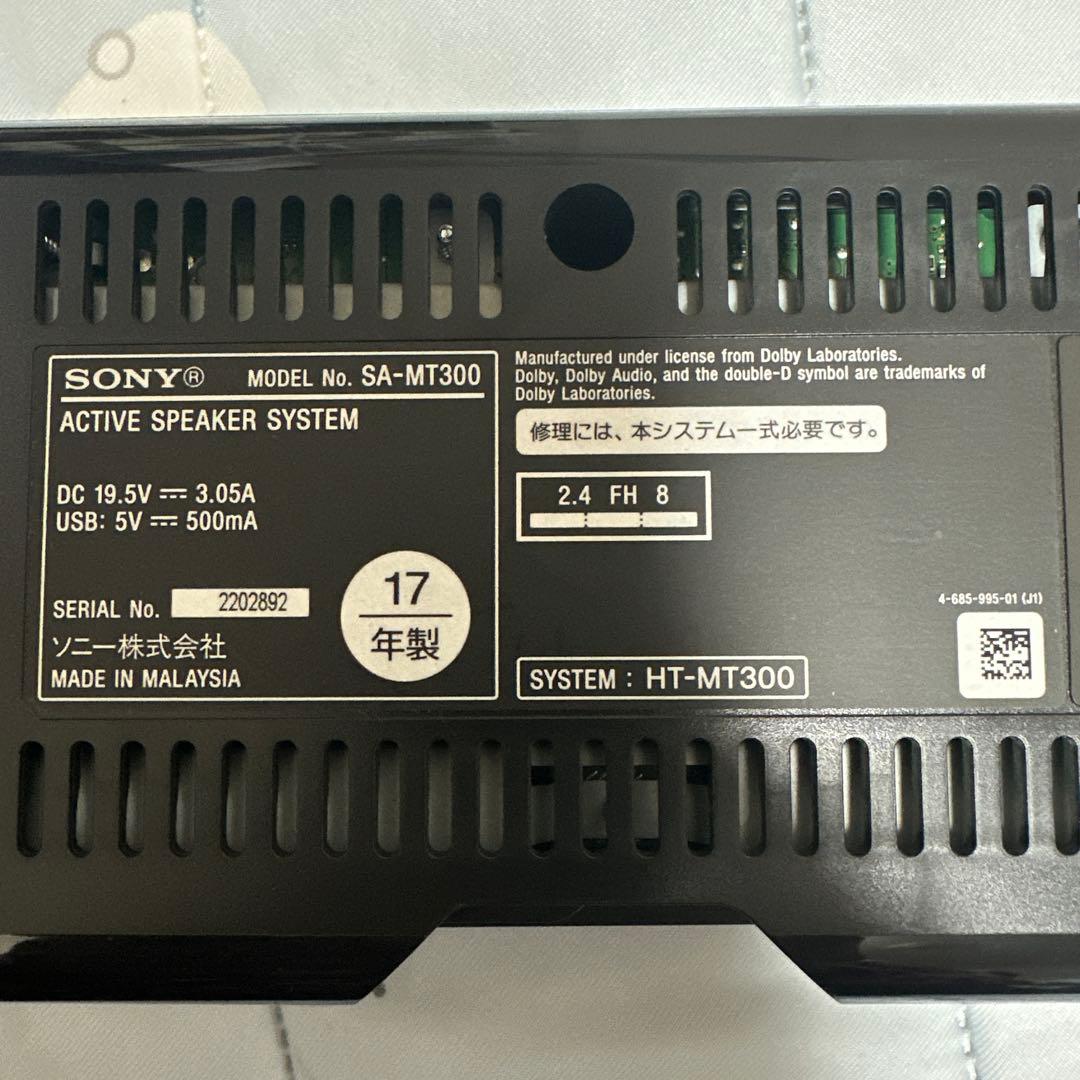 SONY® MODEL No. SA-MT300
ACTIVE SPEAKER SYSTEM
DC 19.5V ⎓ 3.05A
USB: 5V ⎓ 500mA
SERIAL No. 2202892
17
年製
ソニー株式会社
MADE IN MALAYSIA
Manufactured under license from Dolby Laboratories.
Dolby, Dolby Audio, and the double-D symbol are trademarks of
Dolby Laboratories.
修理には、本システム一式必要です。
2.4 FH 8
4-685-995-01 (J1)
SYSTEM : HT-MT300